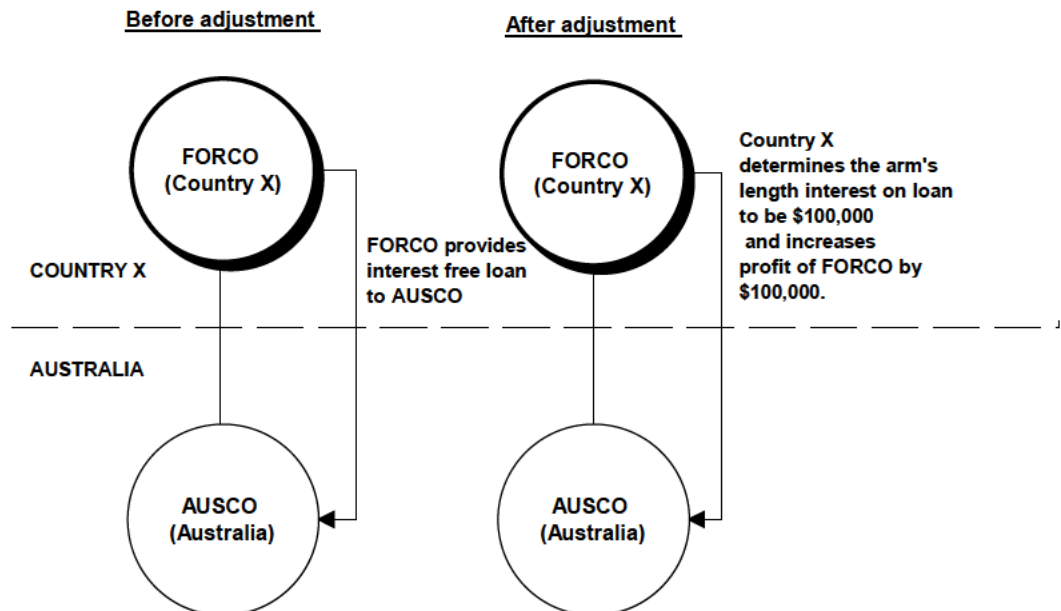 Before adjustment
After adjustment
FORCO
(Country X)
FORCO
(Country X)
Country X
determines the arm's
length interest on loan
to be $100,000
and increases
profit of FORCO by
$100,000.
FORCO provides
interest free loan
to AUSCO
COUNTRY X
AUSTRALIA
AUSCO
(Australia)
AUSCO
(Australia)